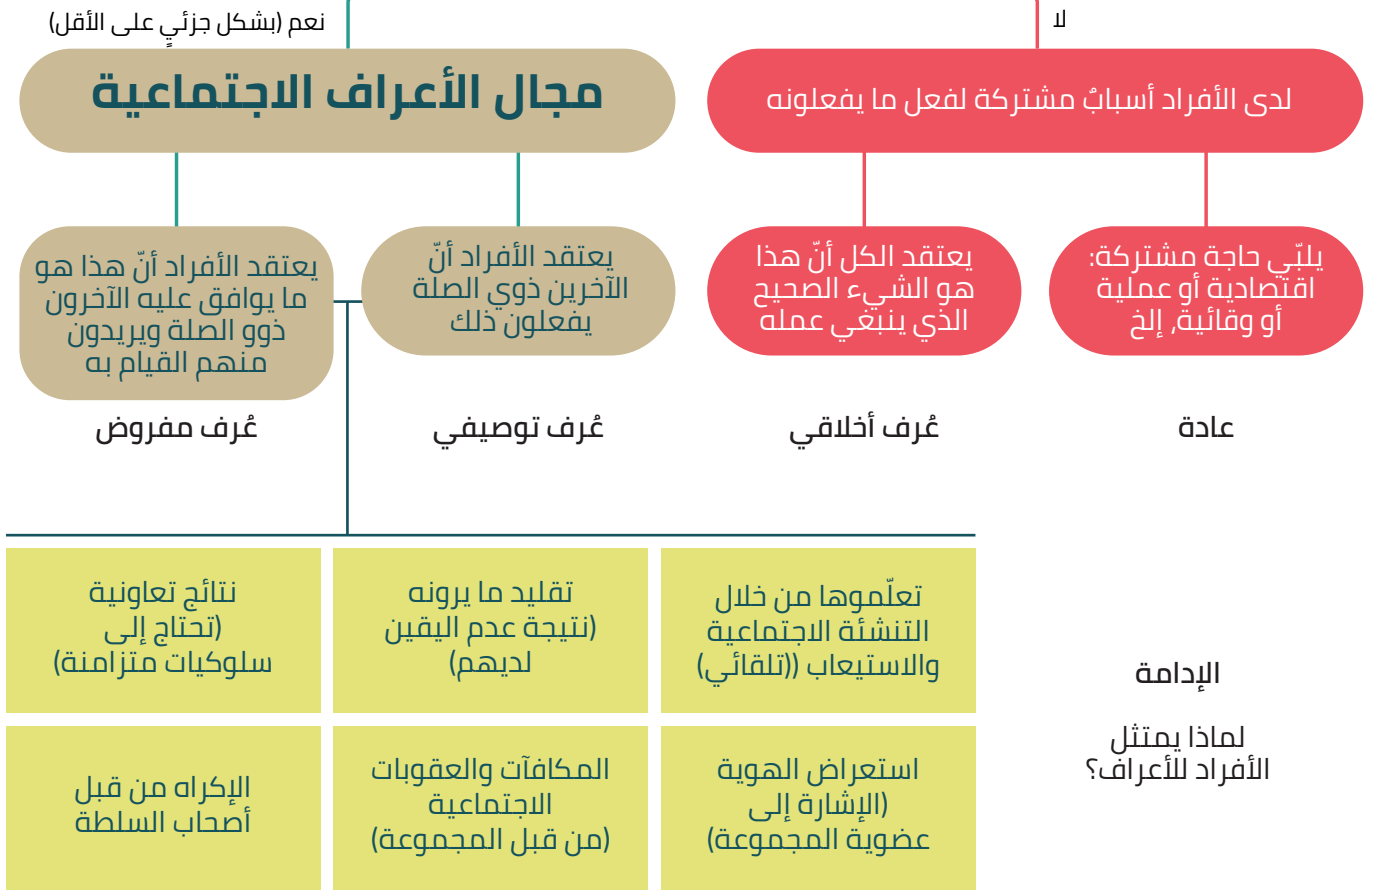 لا
نعم (بشكل جزئيٍ على الأقل)
لدى الأفراد أسبابٌ مشتركة لفعل ما يفعلونه
مجال الأعراف الاجتماعية
يلبّي حاجة مشتركة:
اقتصادية أو عملية
أو وقائية، إلخ
يعتقد الكل أنّ هذا
هو الشيء الصحيح
الذي ينبغي عمله
يعتقد الأفراد أنّ
الآخرين ذوي الصلة
يفعلون ذلك
يعتقد الأفراد أنّ هذا هو
ما يوافق عليه الآخرون
ذوو الصلة ويريدون
منهم القيام به
عادة
عُرف أخلاقي
عُرف توصيفي
عُرف مفروض
الإدامة
لماذا يمتثل
الأفراد للأعراف؟
تعلّموها من خلال
التنشئة الاجتماعية
والاستيعاب ((تلقائي)
تقليد ما يرونه
(نتيجة عدم اليقين
لديهم)
نتائج تعاونية
(تحتاج إلى
سلوكيات متزامنة)
استعراض الهوية
(الإشارة إلى
عضوية المجموعة)
المكافآت والعقوبات
الاجتماعية
(من قبل المجموعة)
الإكراه من قبل
أصحاب السلطة